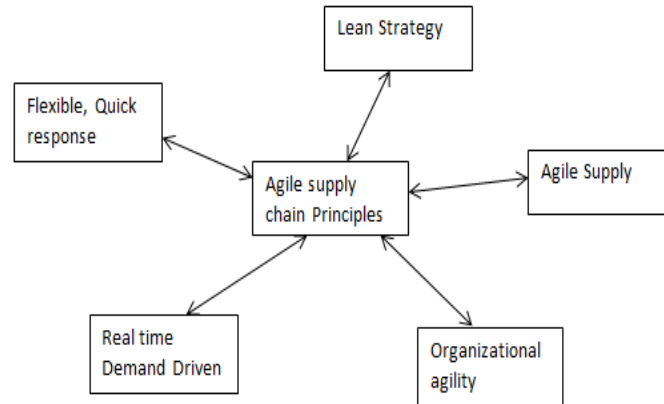 Lean Strategy
Flexible, Quick
response
Agile supply
chain Principles
Agile Supply
Real time
Demand Driven
Organizational
agility